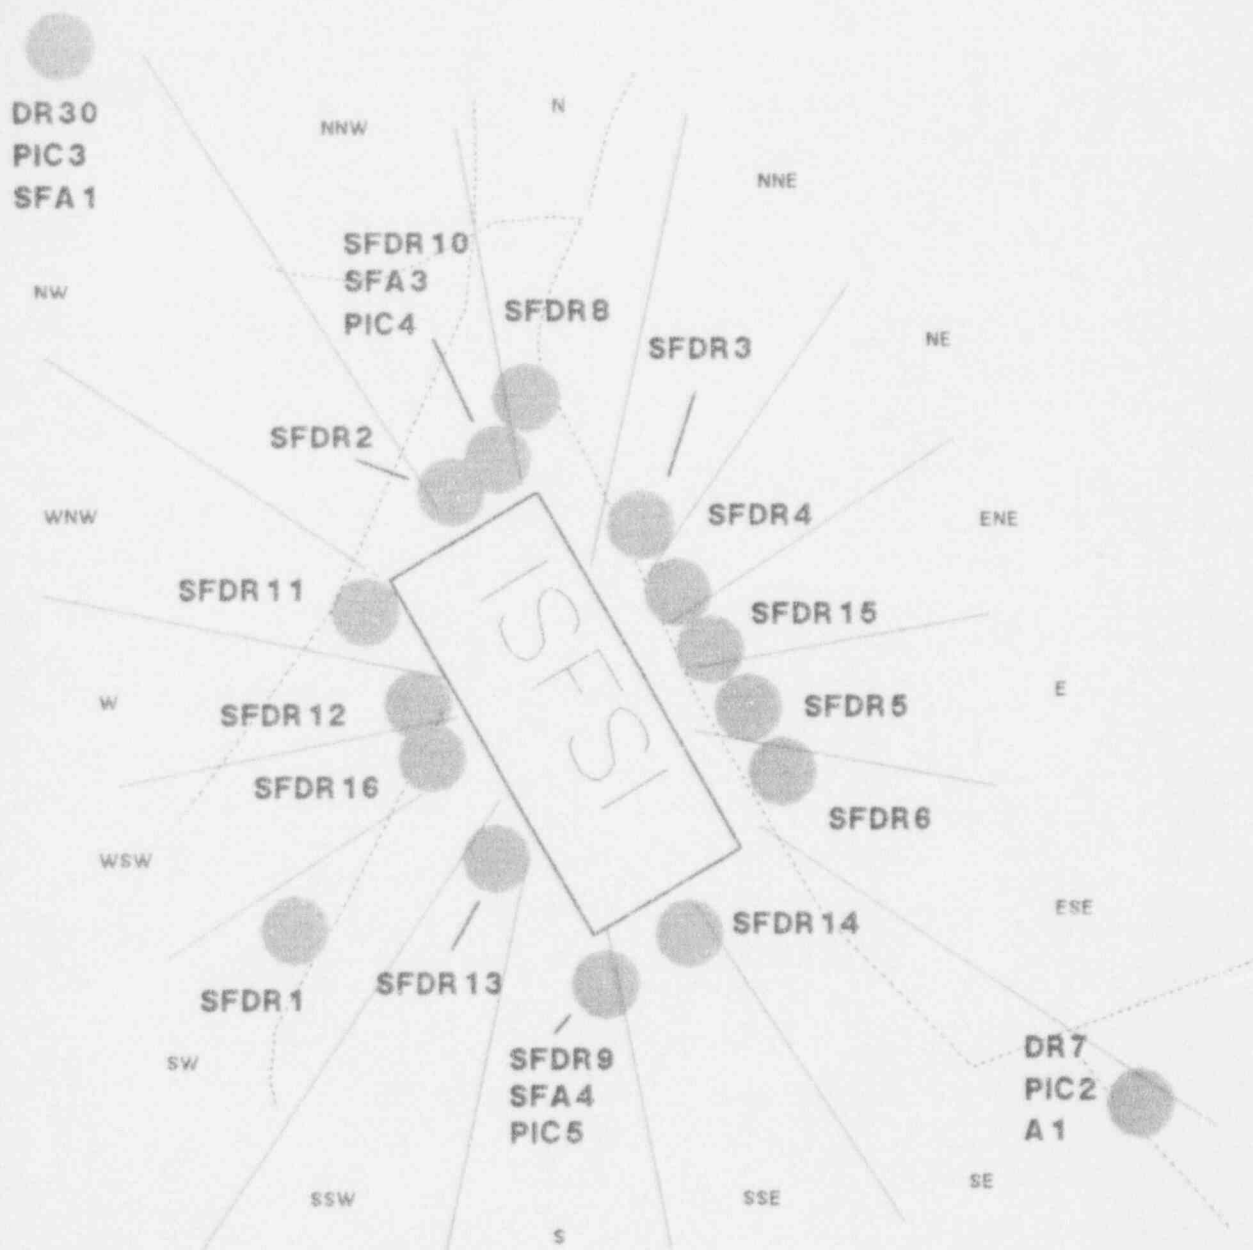 DR30
PIC3
SFA1
N
NNW
NNE
SFDR10
SFA3
PIC4
NW
SFDR8
SFDR3
NE
SFDR2
WNW
SFDR4
ENE
SFDR11
SFDR15
ISFSI
W
SFDR12
SFDR5
E
SFDR16
SFDR6
WSW
ESE
SFDR14
SFDR13
SFDR1
SW
SFDR9
SFA4
PIC5
DR7
PIC2
A1
SSW
SSE
SE
S